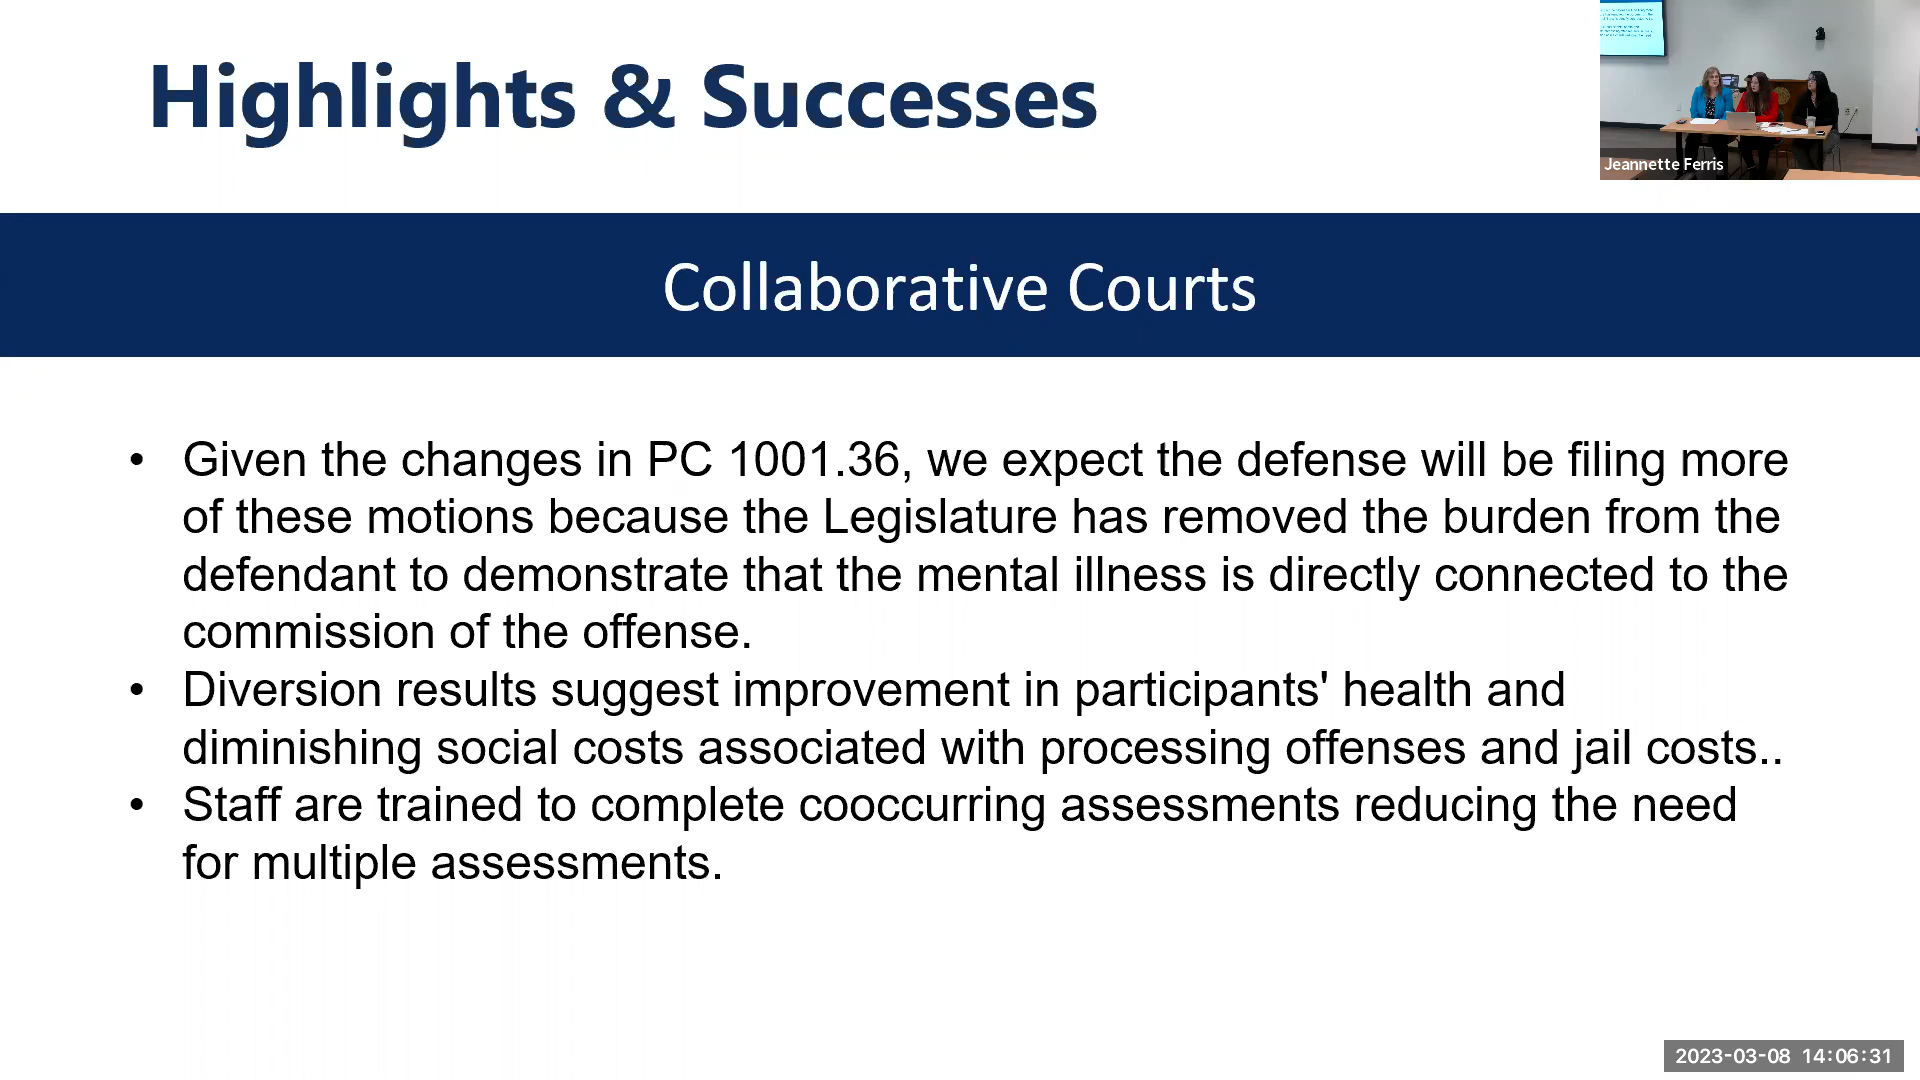 Highlights & Successes
Jeannette Ferris
Collaborative Courts
• Given the changes in PC 1001.36, we expect the defense will be filing more
of these motions because the Legislature has removed the burden from the
defendant to demonstrate that the mental illness is directly connected to the
commission of the offense.
• Diversion results suggest improvement in participants' health and
diminishing social costs associated with processing offenses and jail costs..
• Staff are trained to complete cooccurring assessments reducing the need
for multiple assessments.
2023-03-08 14:06:31